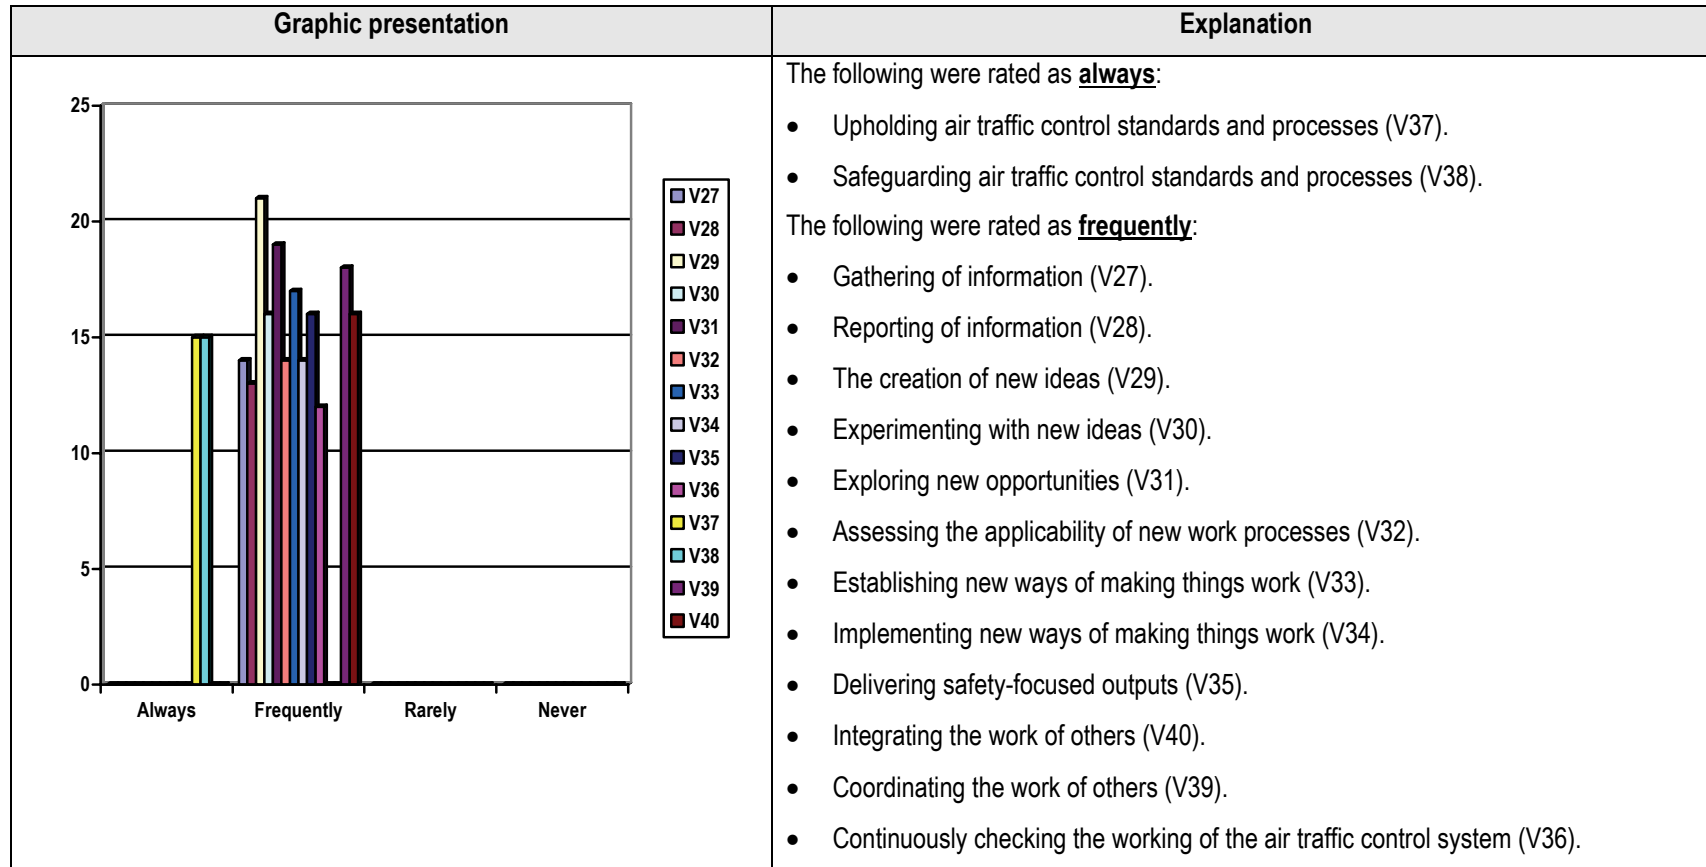 Graphic presentation
Explanation
25
20
15
10
5
0
Always Frequently Rarely Never
V27
V28
V29
V30
V31
V32
V33
V34
V35
V36
V37
V38
V39
V40
The following were rated as always:
• Upholding air traffic control standards and processes (V37).
• Safeguarding air traffic control standards and processes (V38).
The following were rated as frequently:
• Gathering of information (V27).
• Reporting of information (V28).
• The creation of new ideas (V29).
• Experimenting with new ideas (V30).
• Exploring new opportunities (V31).
• Assessing the applicability of new work processes (V32).
• Establishing new ways of making things work (V33).
• Implementing new ways of making things work (V34).
• Delivering safety-focused outputs (V35).
• Integrating the work of others (V40).
• Coordinating the work of others (V39).
• Continuously checking the working of the air traffic control system (V36).